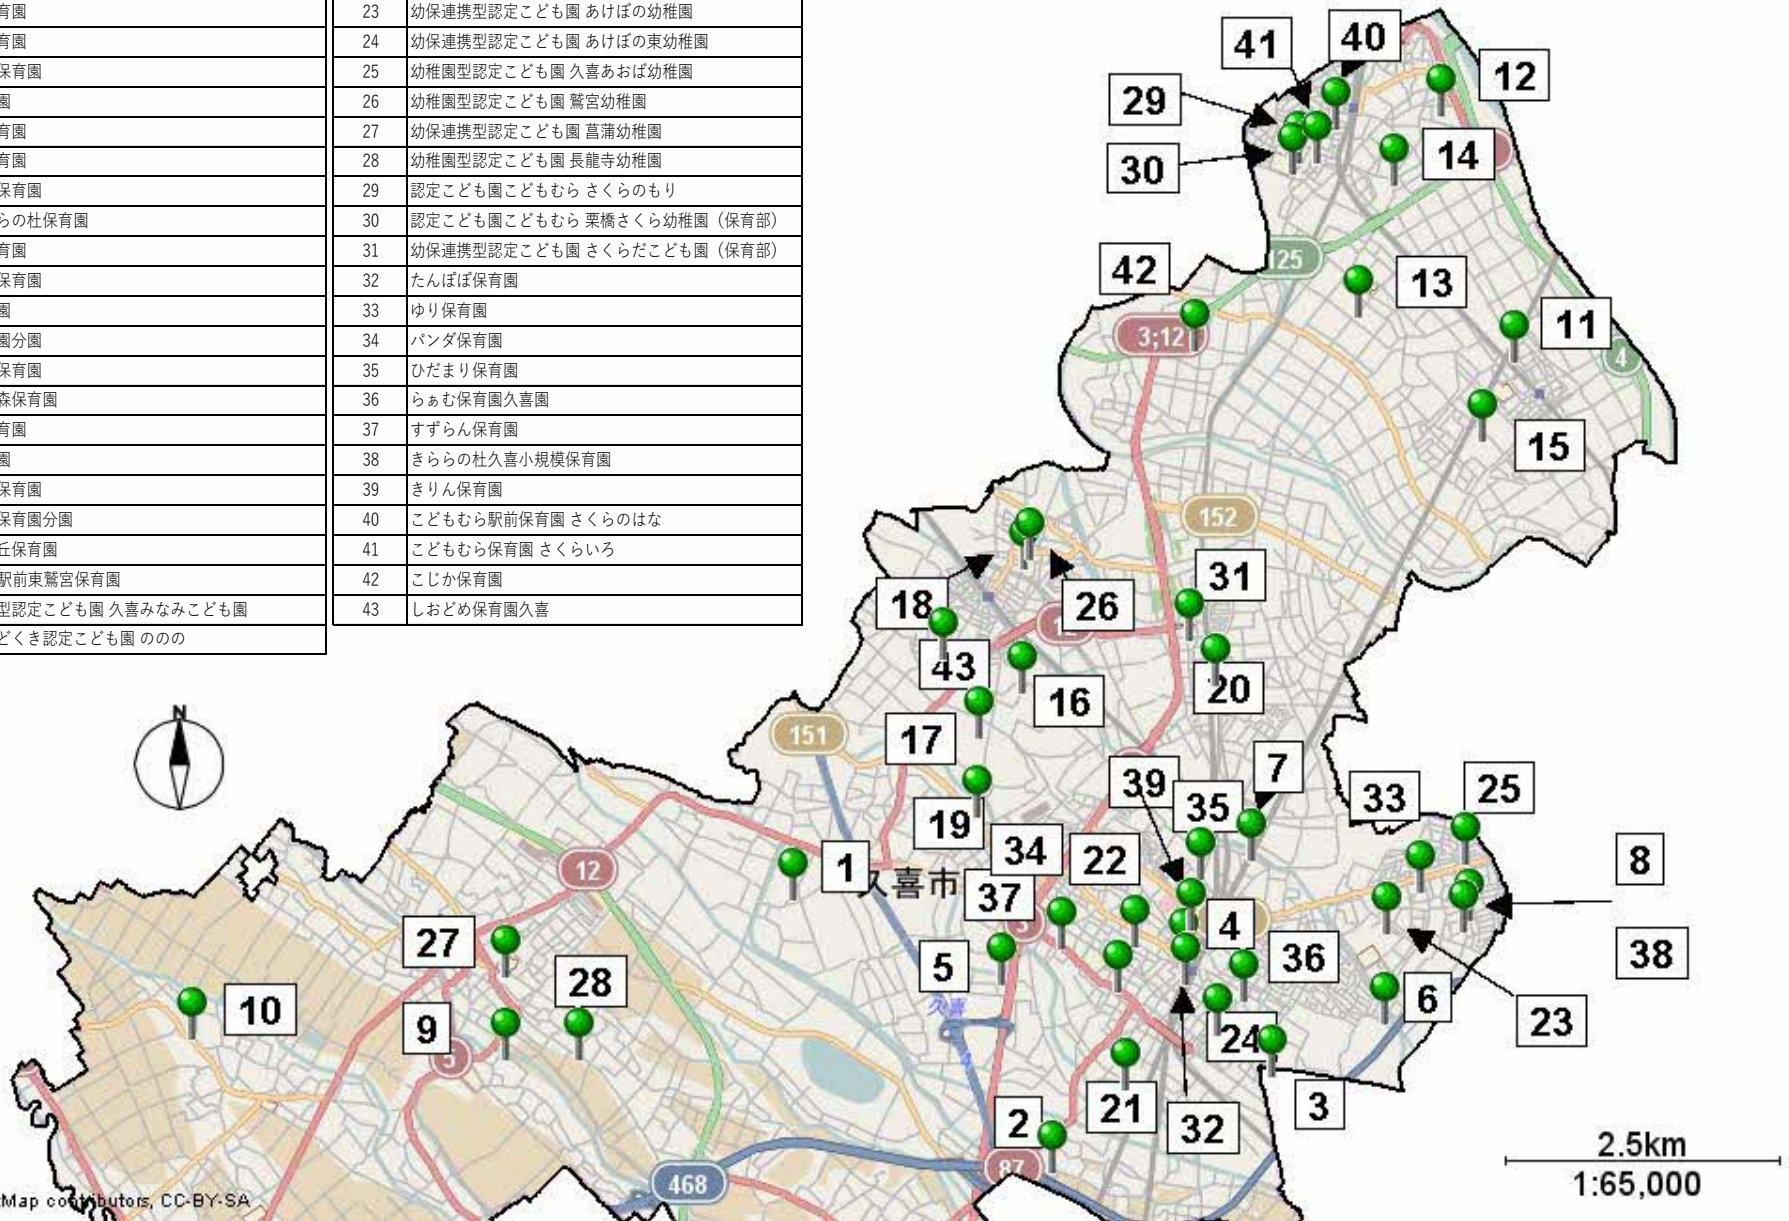 育園
育園
保育園
園
育園
育園
保育園
らの杜保育園
育園
保育園
園
園分園
保育園
森保育園
育園
園
保育園
保育園分園
丘保育園
駅前東鷲宮保育園
型認定こども園 久喜みなみこども園
どくき認定こども園 ののの
23 幼保連携型認定こども園 あけぼの幼稚園
24 幼保連携型認定こども園 あけぼの東幼稚園
25 幼稚園型認定こども園 久喜あおば幼稚園
26 幼稚園型認定こども園 鷲宮幼稚園
27 幼保連携型認定こども園 菖蒲幼稚園
28 幼稚園型認定こども園 長龍寺幼稚園
29 認定こども園こどもむら さくらのもり
30 認定こども園こどもむら 栗橋さくら幼稚園（保育部）
31 幼保連携型認定こども園 さくらだこども園（保育部）
32 たんぽぽ保育園
33 ゆり保育園
34 パンダ保育園
35 ひだまり保育園
36 らぁむ保育園久喜園
37 すずらん保育園
38 きららの杜久喜小規模保育園
39 きりん保育園
40 こどもむら駅前保育園 さくらのはな
41 こどもむら保育園 さくらいろ
42 こじか保育園
43 しおどめ保育園久喜
41
40
12
29
14
30
125
42
13
3;12
11
4
15
152
31
18
26
12
43
20
16
N
151
17
7
39
35
33
25
19
34
22
8
12
1
久喜市
37
3
27
4
5
36
38
28
10
6
久喜
9
23
24
3
3
21
2
32
87
468
2.5km
1:65,000
Map contributors, CC-BY-SA